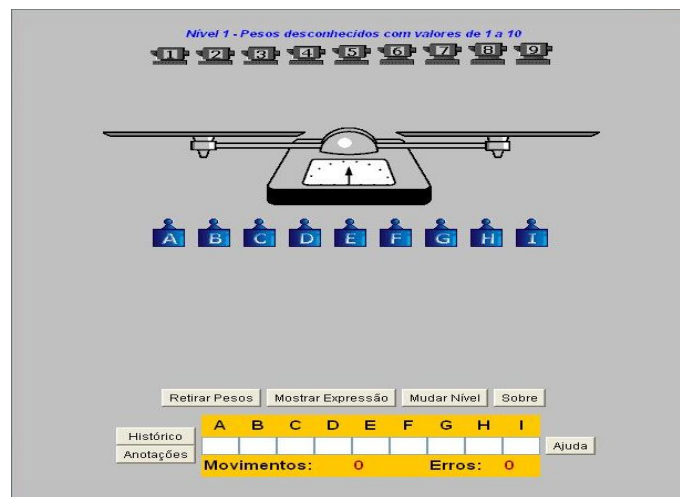 Nível 1 - Pesos desconhecidos com valores de 1 a 10
1 2 3 4 5 6 7 8 9
A B C D E F G H I
Retirar Pesos Mostrar Expressão Mudar Nível Sobre
Histórico
Anotações
A B C D E F G H I
Ajuda
Movimentos: 0 Erros: 0